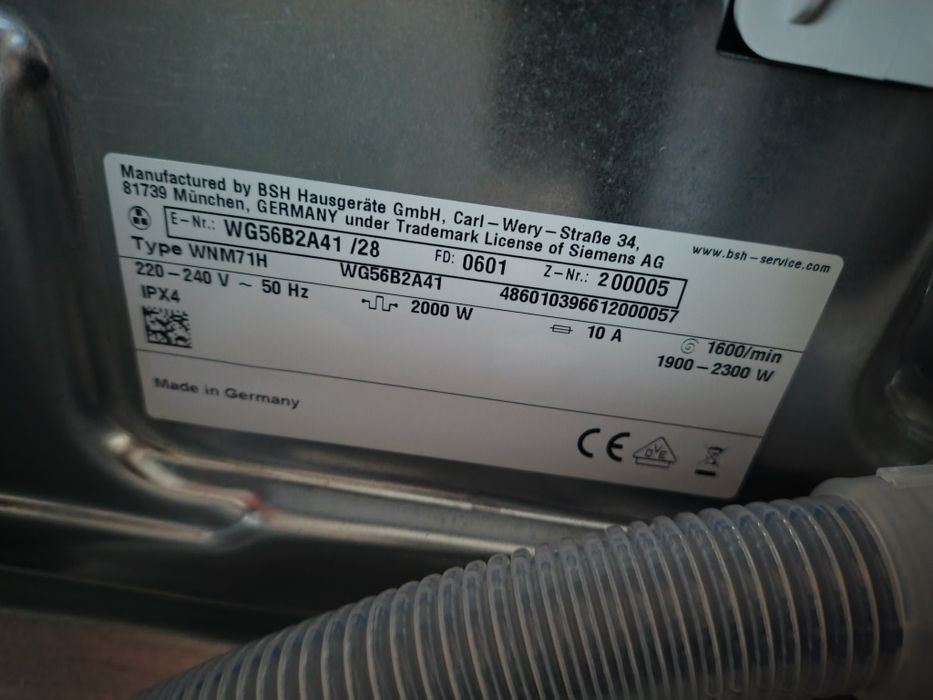 Manufactured by BSH Hausgeräte GmbH, Carl-Wery-Straße 34,
81739 München, GERMANY under Trademark License of Siemens AG
www.bsh-service.com
E-Nr.: WG56B2A41 /28 FD: 0601 Z-Nr.: 200005
Type WNM71H WG56B2A41 486010396612000057
220-240 V ~ 50 Hz 2000 W 10 A 1600/min
IPX4 1900-2300 W
Made in Germany
CE OVE